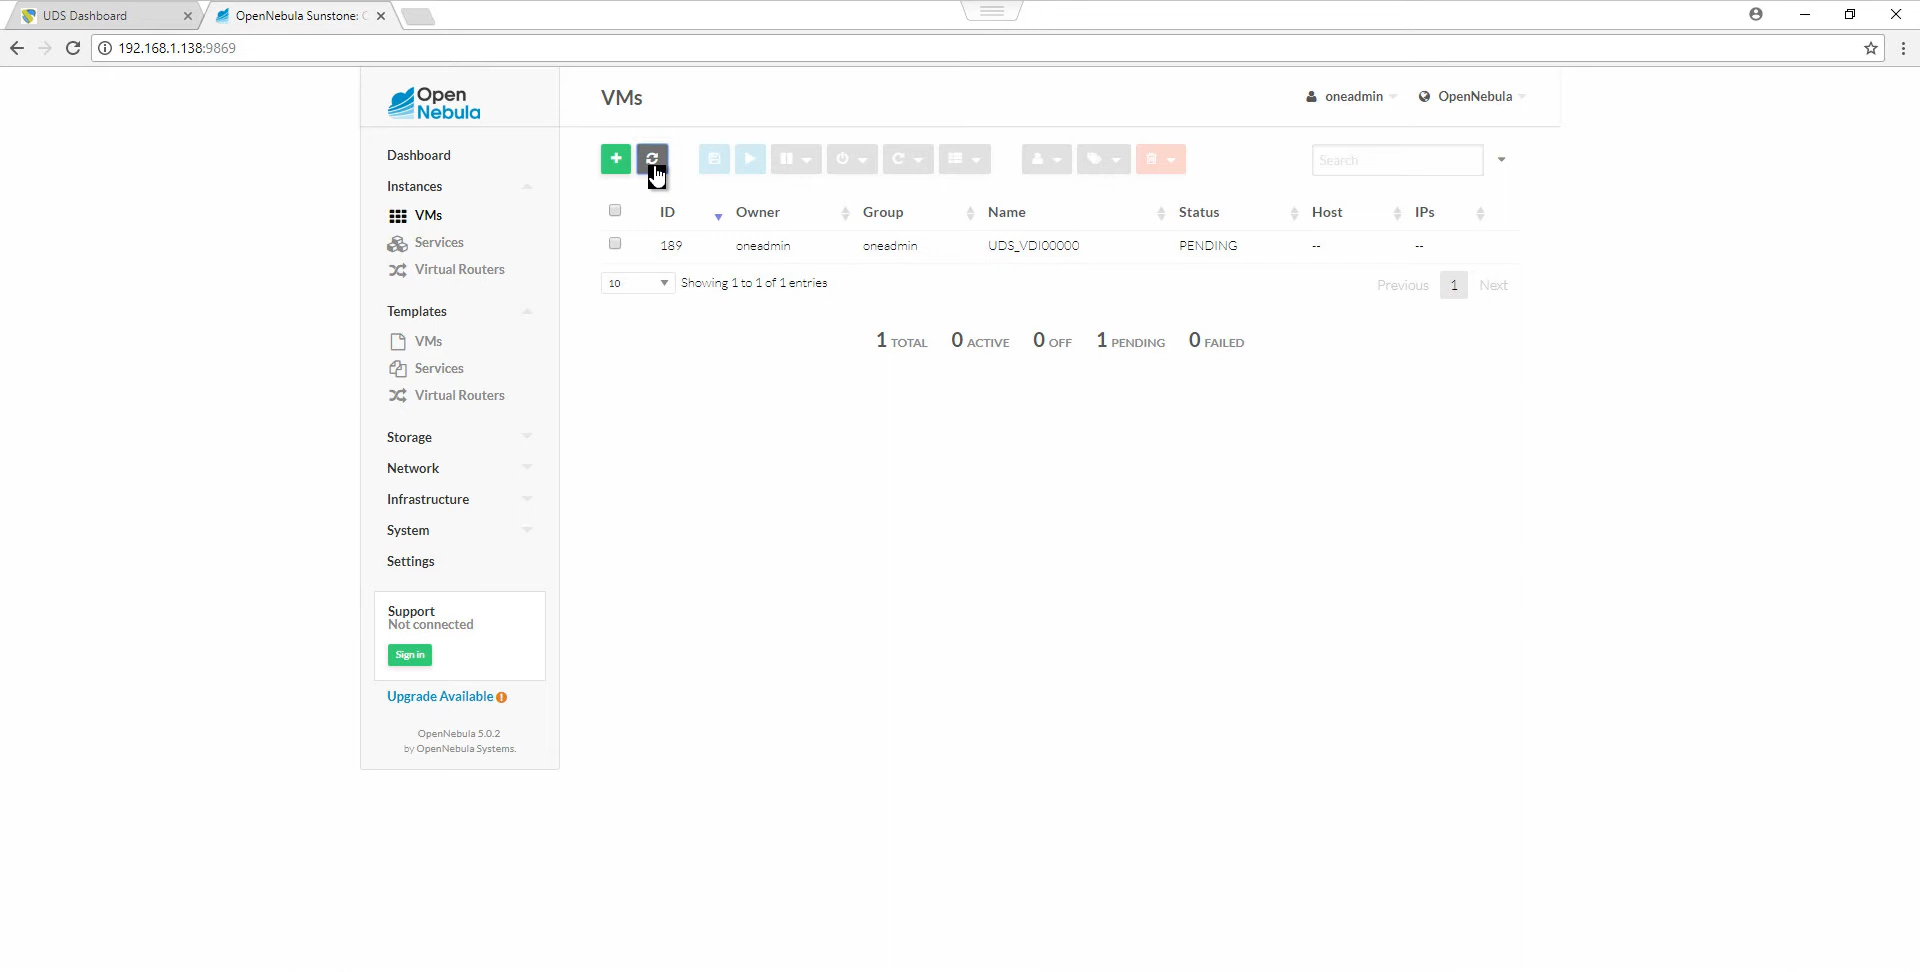 UDS Dashboard
OpenNebula Sunstone:
192.168.1.138:9869
Open
Nebula
VMs
oneadmin
OpenNebula
Dashboard
Instances
VMs
Services
Virtual Routers
Templates
VMs
Services
Virtual Routers
Storage
Network
Infrastructure
System
Settings
Support
Not connected
Sign in
Upgrade Available
OpenNebula 5.0.2
by OpenNebula Systems.
Search
ID Owner Group Name Status Host IPs
189 oneadmin oneadmin UDS_VDI00000 PENDING -- --
10 Showing 1 to 1 of 1 entries
Previous 1 Next
1 TOTAL 0 ACTIVE 0 OFF 1 PENDING 0 FAILED